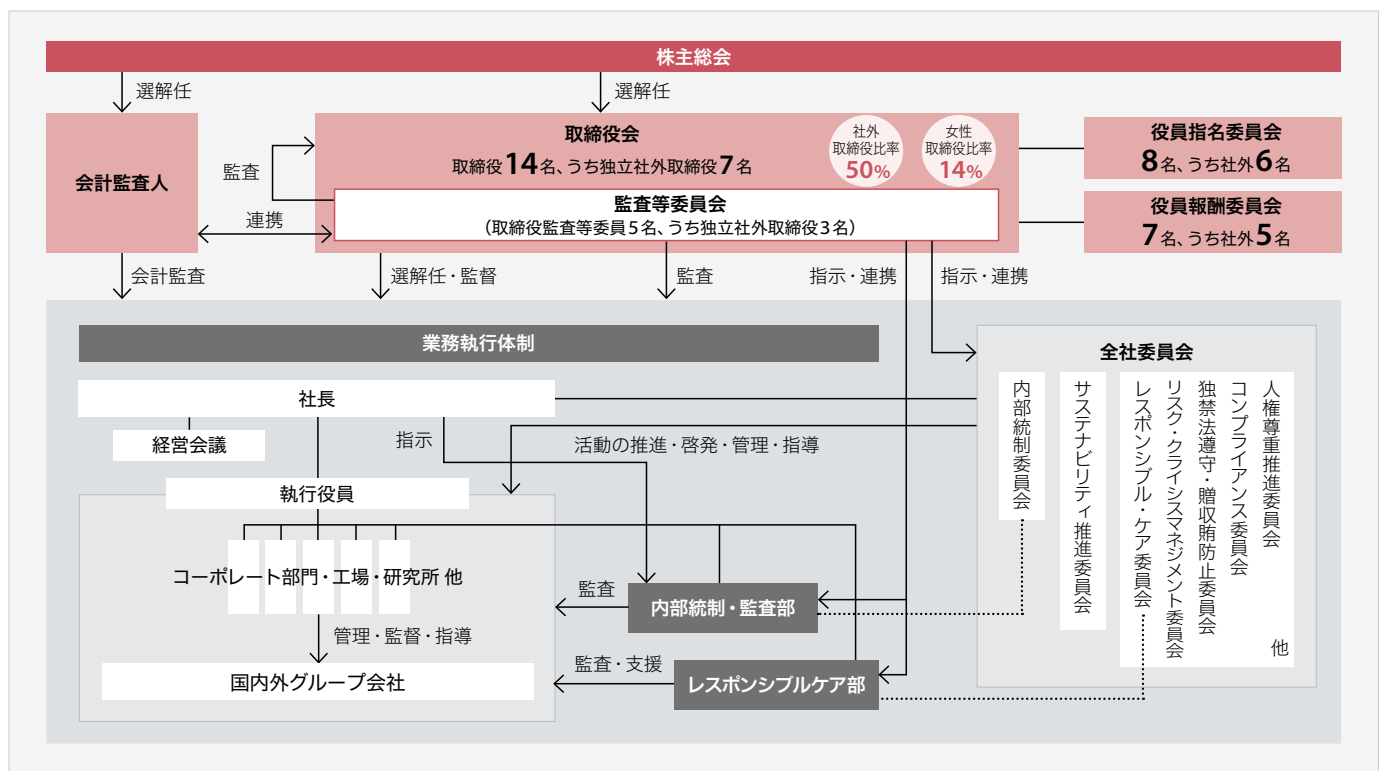 株主総会
選解任
選解任
会計監査人
監査
連携
取締役会
取締役14名、うち独立社外取締役7名
社外
取締役比率
50%
女性
取締役比率
14%
監査等委員会
（取締役監査等委員5名、うち独立社外取締役3名）
役員指名委員会
8名、うち社外6名
役員報酬委員会
7名、うち社外5名
会計監査
選解任・監督
監査
指示・連携
指示・連携
業務執行体制
社長
経営会議
指示
活動の推進・啓発・管理・指導
執行役員
コーポレート部門・工場・研究所 他
管理・監督・指導
国内外グループ会社
監査
内部統制・監査部
監査・支援
レスポンシブルケア部
全社委員会
内部統制委員会
サステナビリティ推進委員会
レスポンシブル・ケア委員会
リスク・クライシスマネジメント委員会
独禁法遵守・贈収賄防止委員会
コンプライアンス委員会
人権尊重推進委員会
他